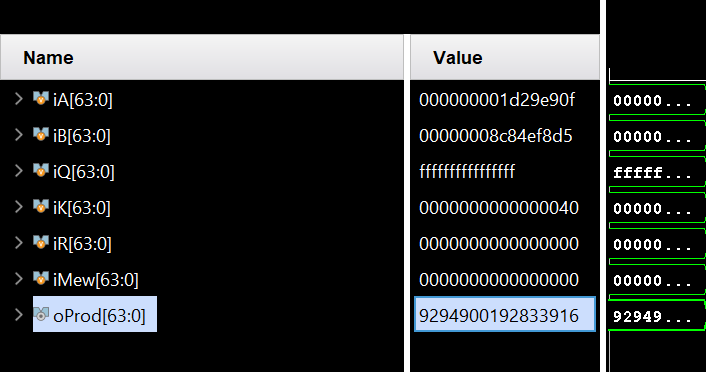 Name Value
iA[63:0] 000000001d29e90f 00000...
iB[63:0] 00000008c84ef8d5 00000...
iQ[63:0] ffffffffffffffff fffff...
iK[63:0] 0000000000000040 00000...
iR[63:0] 0000000000000000 00000...
iMew[63:0] 0000000000000000 00000...
oProd[63:0] 9294900192833916 92949...